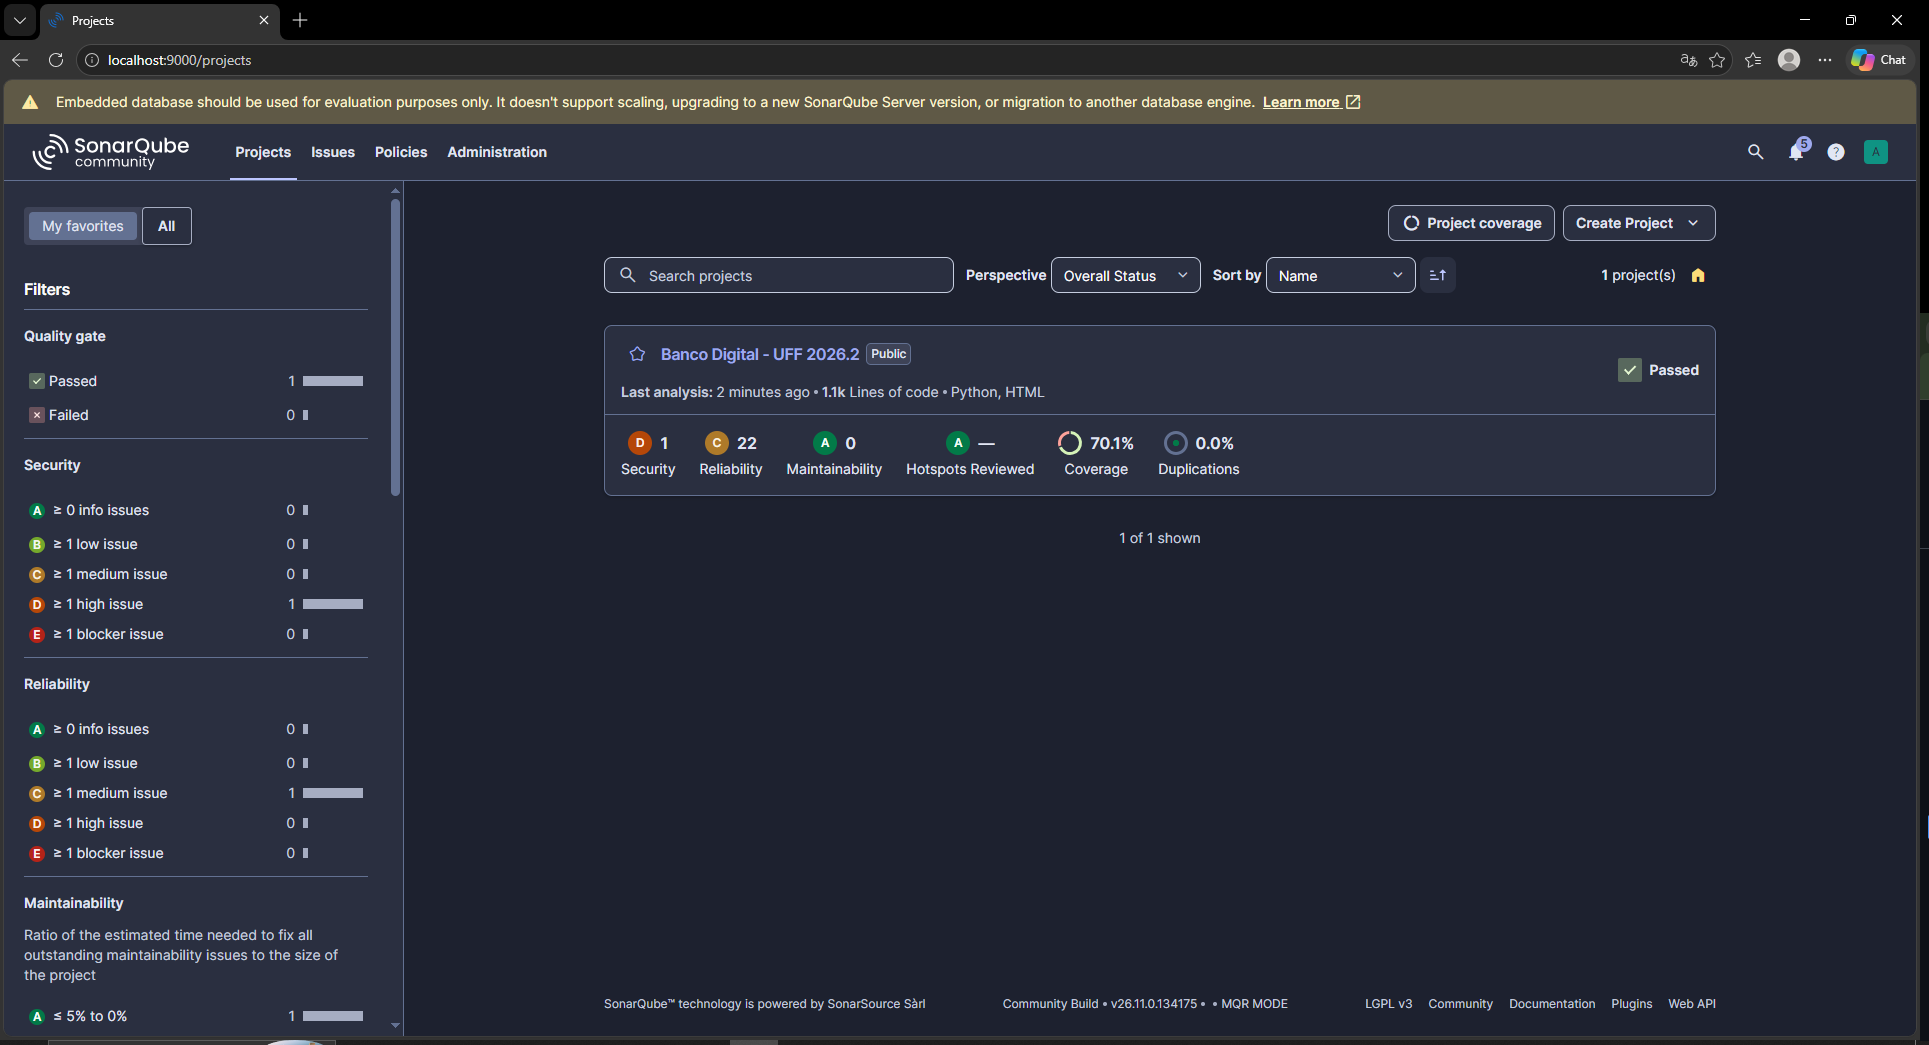 Projects
localhost:9000/projects
Chat
Embedded database should be used for evaluation purposes only. It doesn't support scaling, upgrading to a new SonarQube Server version, or migration to another database engine. Learn more
SonarQube community
Projects Issues Policies Administration
5
? A
My favorites All
Project coverage Create Project
Search projects Perspective Overall Status Sort by Name 1 project(s)
Filters
Quality gate
Passed 1
Failed 0
Security
A ≥ 0 info issues 0
B ≥ 1 low issue 0
C ≥ 1 medium issue 0
D ≥ 1 high issue 1
E ≥ 1 blocker issue 0
Reliability
A ≥ 0 info issues 0
B ≥ 1 low issue 0
C ≥ 1 medium issue 1
D ≥ 1 high issue 0
E ≥ 1 blocker issue 0
Maintainability
Ratio of the estimated time needed to fix all
outstanding maintainability issues to the size of
the project
A ≤ 5% to 0% 1
Banco Digital - UFF 2026.2 Public
Passed
Last analysis: 2 minutes ago • 1.1k Lines of code • Python, HTML
D 1 C 22 A 0 A — 70.1% 0.0%
Security Reliability Maintainability Hotspots Reviewed Coverage Duplications
1 of 1 shown
SonarQube™ technology is powered by SonarSource Sàrl Community Build • v26.11.0.134175 • • MQR MODE LGPL v3 Community Documentation Plugins Web API